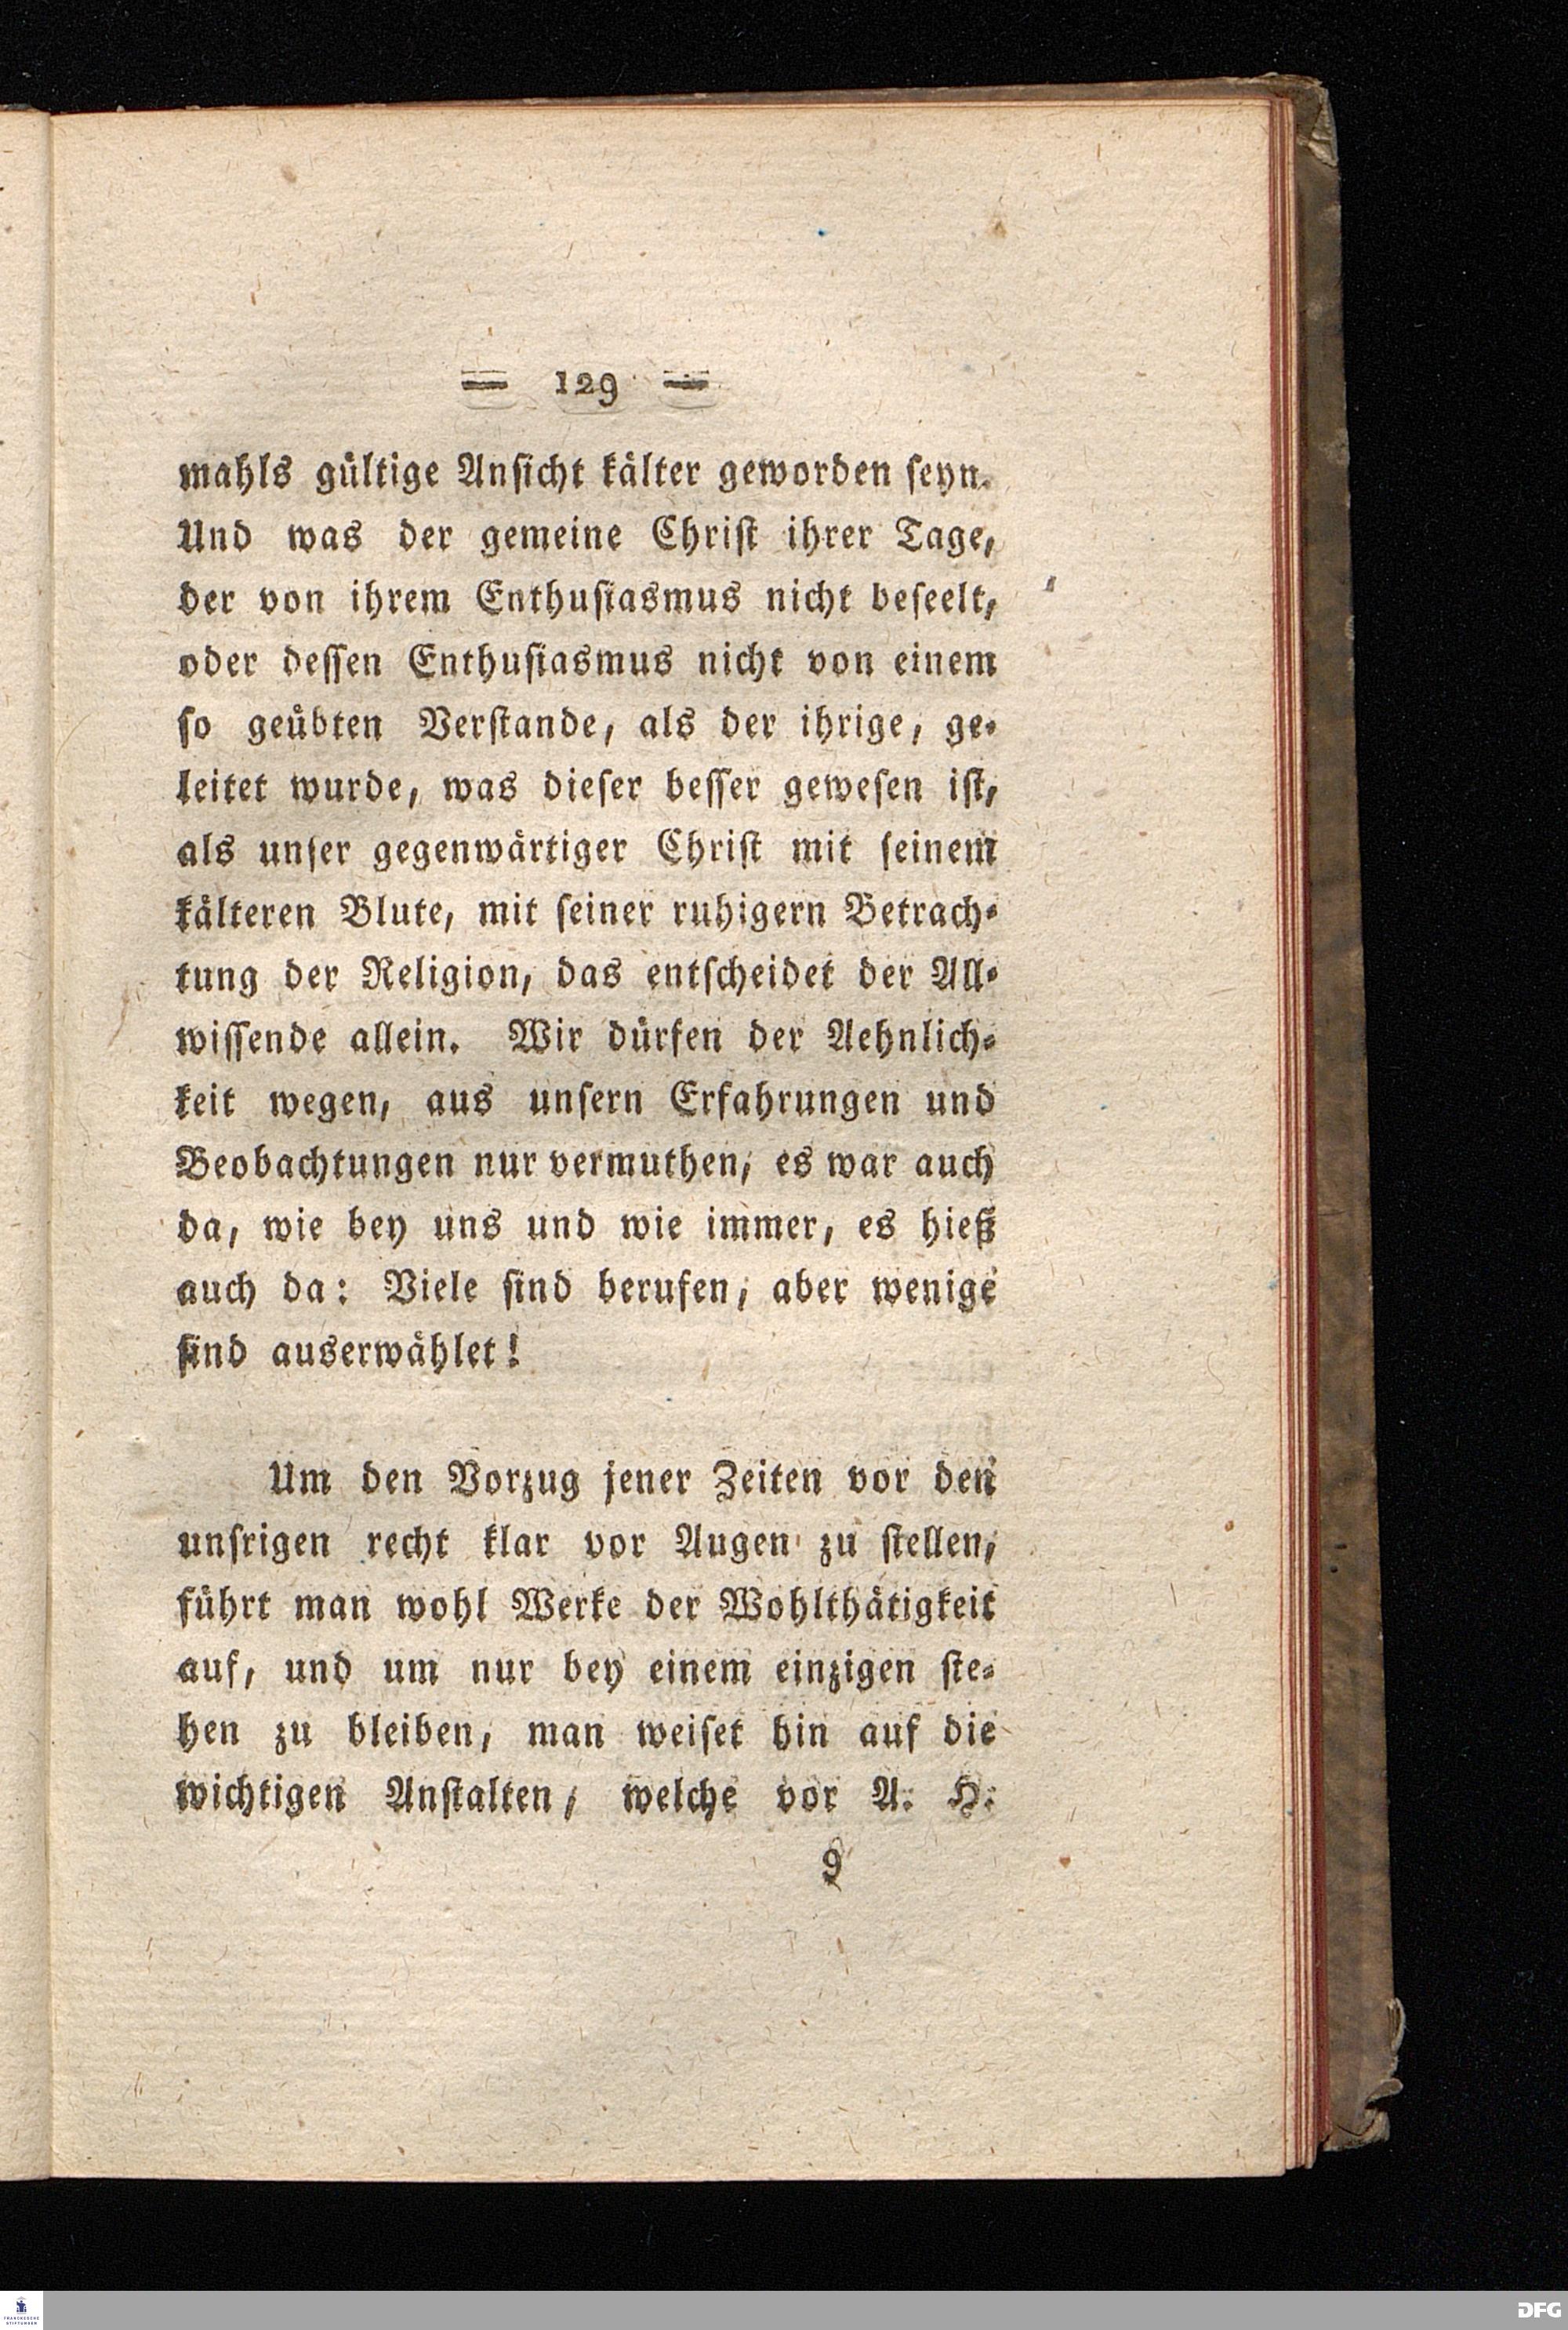 = 129 =
mahls gültige Ansicht kälter geworden seyn.
Und was der gemeine Christ ihrer Tage,
der von ihrem Enthusiasmus nicht beseelt,
oder dessen Enthusiasmus nicht von einem
so geübten Verstande, als der ihrige, ge-
leitet wurde, was dieser besser gewesen ist,
als unser gegenwärtiger Christ mit seinem
kälteren Blute, mit seiner ruhigern Betrach-
tung der Religion, das entscheidet der All-
wissende allein. Wir dürfen der Aehnlich-
keit wegen, aus unsern Erfahrungen und
Beobachtungen nur vermuthen, es war auch
da, wie bey uns und wie immer, es hieß
auch da: Viele sind berufen, aber wenige
sind auserwählet!
Um den Vorzug jener Zeiten vor den
unsrigen recht klar vor Augen zu stellen,
führt man wohl Werke der Wohlthätigkeit
auf, und um nur bey einem einzigen ste-
hen zu bleiben, man weiset hin auf die
wichtigen Anstalten, welche vor A. H.
9
FRANCKESCHE
STIFTUNGEN
DFG